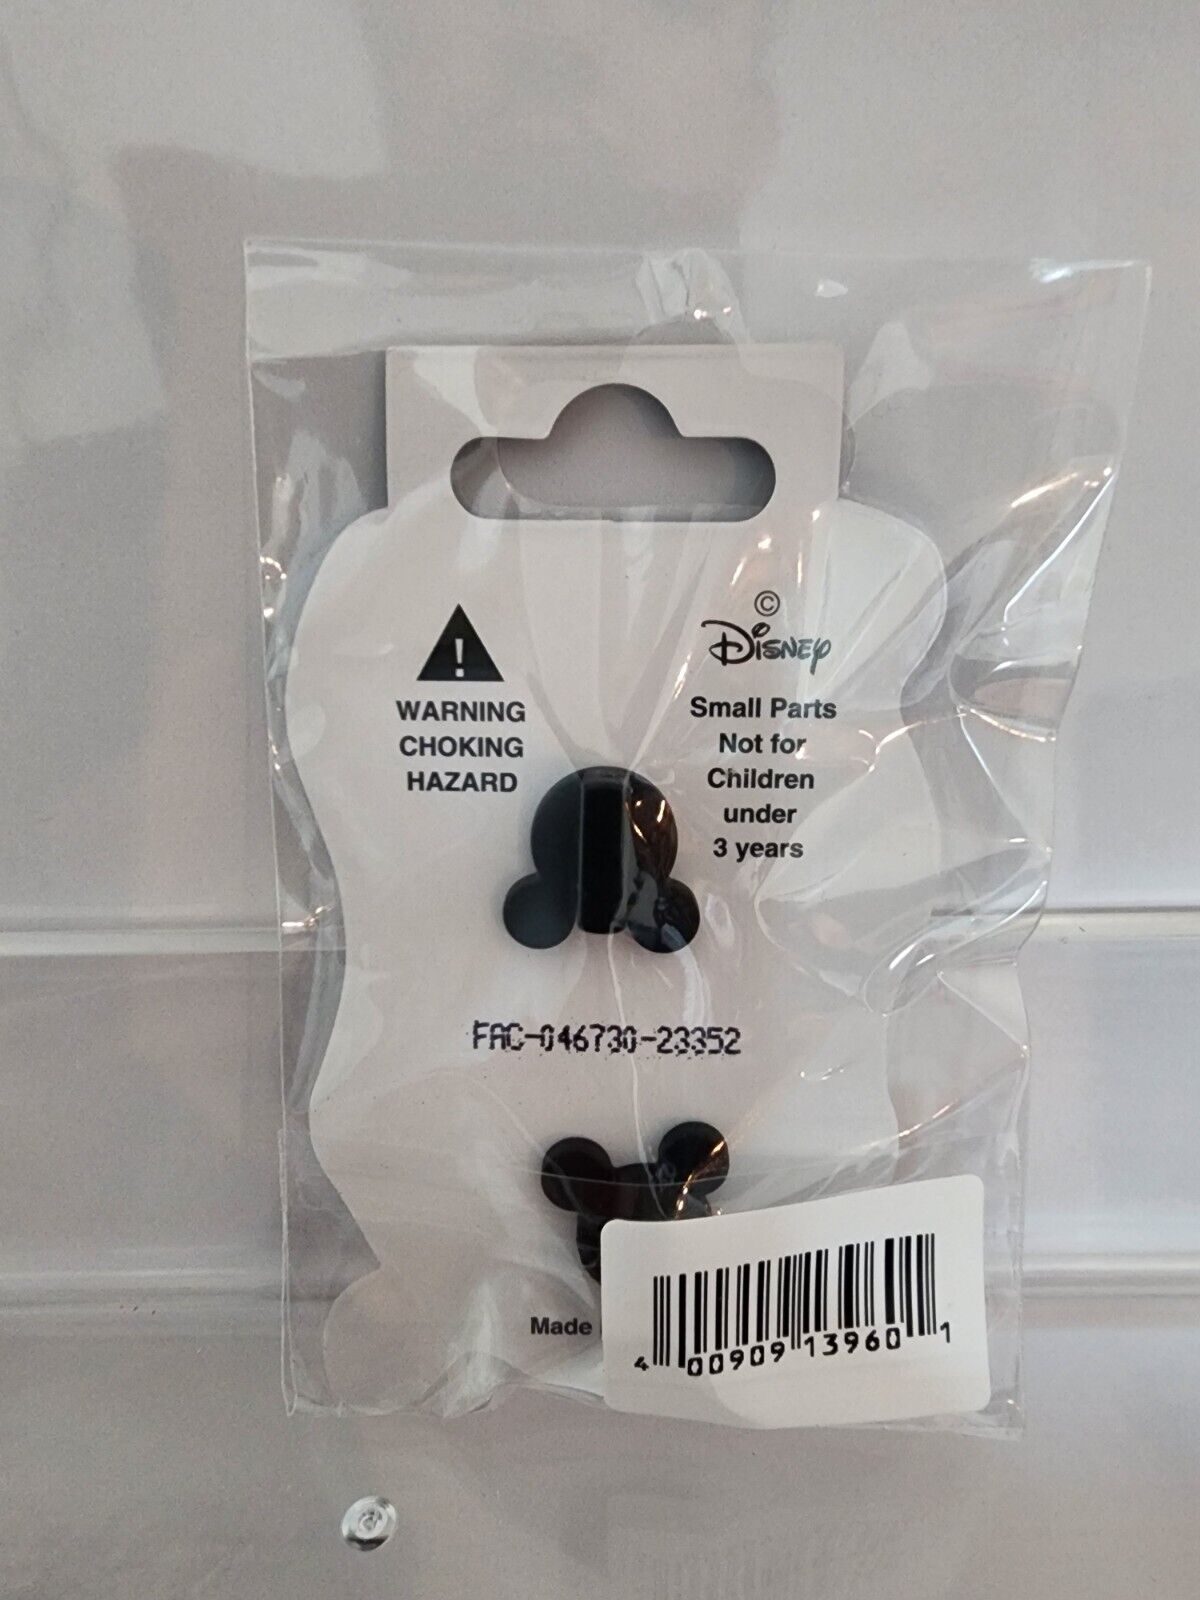 WARNING
CHOKING
HAZARD
©
Disney
Small Parts
Not for
Children
under
3 years
FAC-046730-23352
Made
4 00909 13960 1